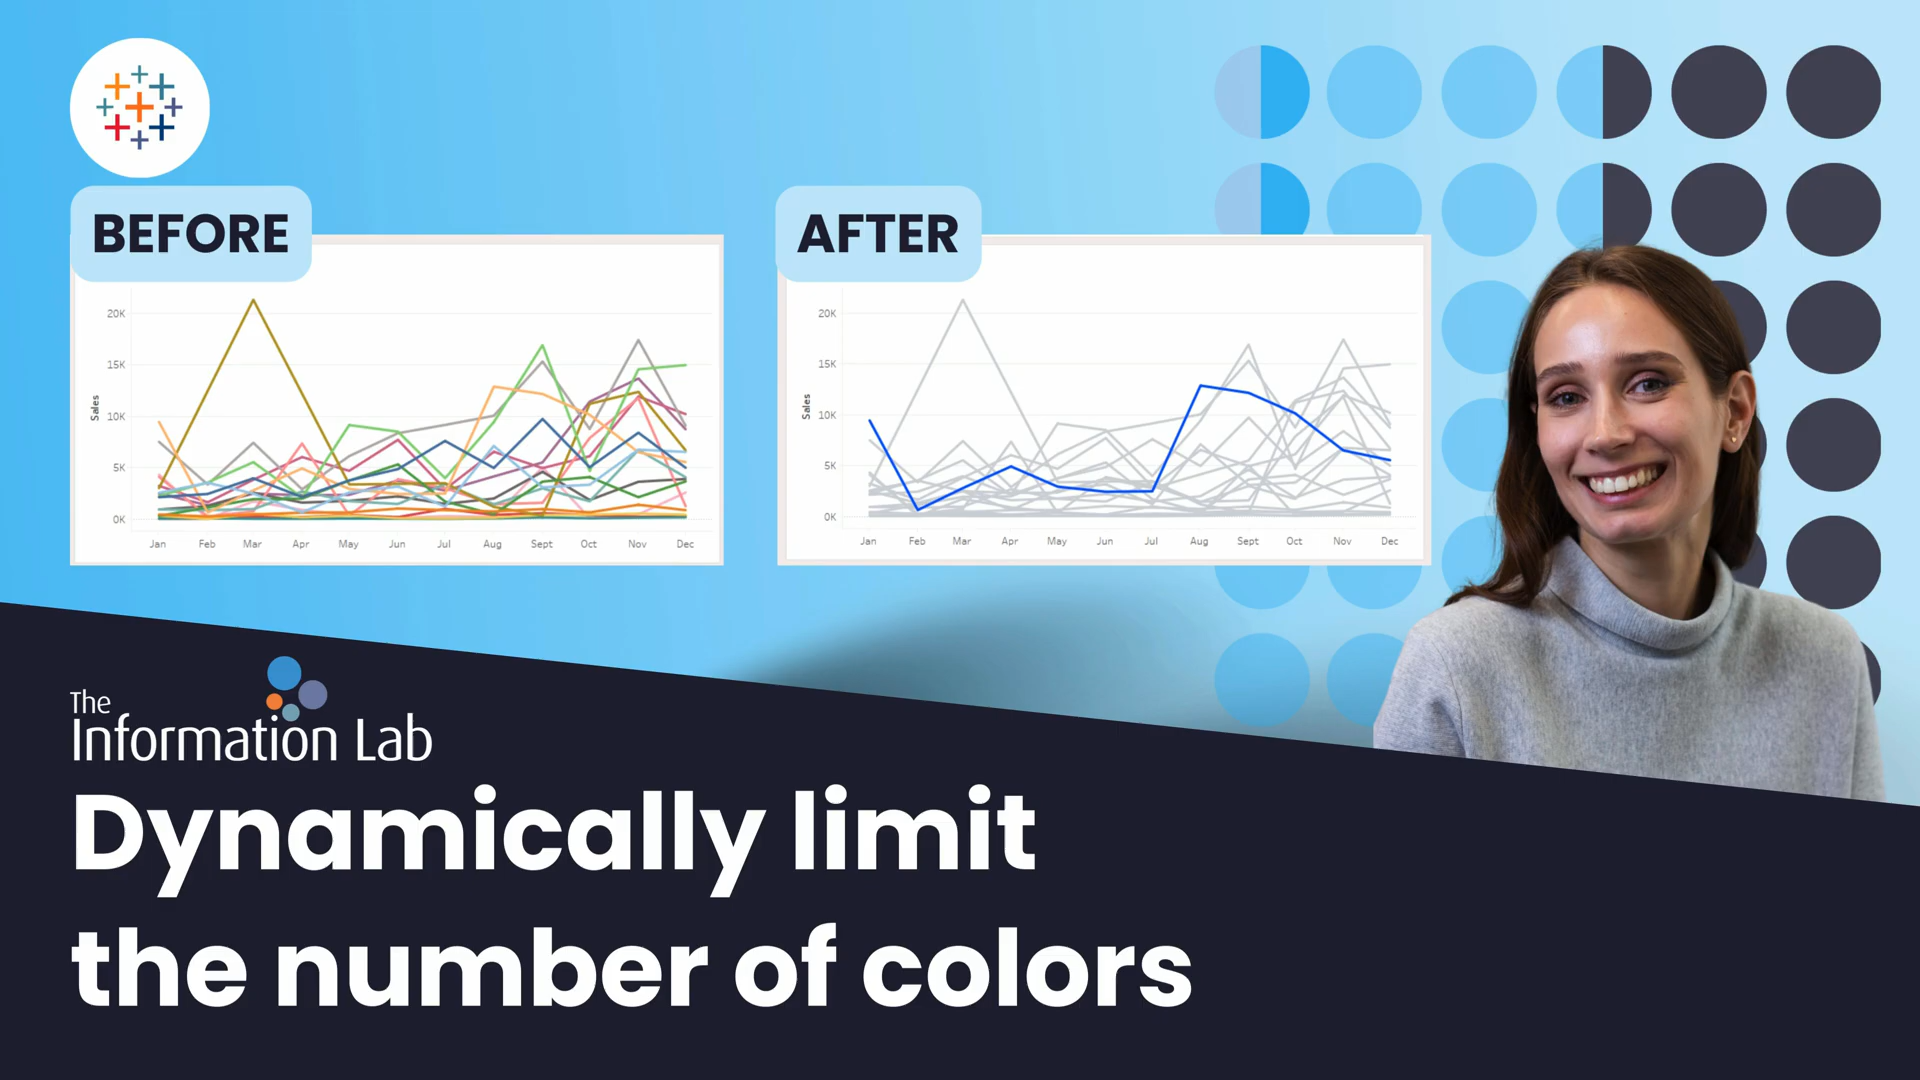 BEFORE
Sales
20K
15K
10K
5K
0K
Jan Feb Mar Apr May Jun Jul Aug Sept Oct Nov Dec
AFTER
Sales
20K
15K
10K
5K
0K
Jan Feb Mar Apr May Jun Jul Aug Sept Oct Nov Dec
The
Information Lab
Dynamically limit
the number of colors